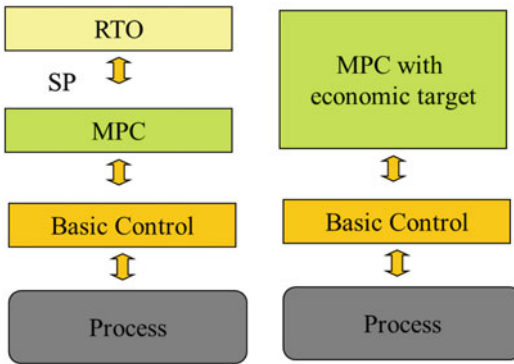 RTO
SP
MPC
Basic Control
Process
MPC with
economic target
Basic Control
Process